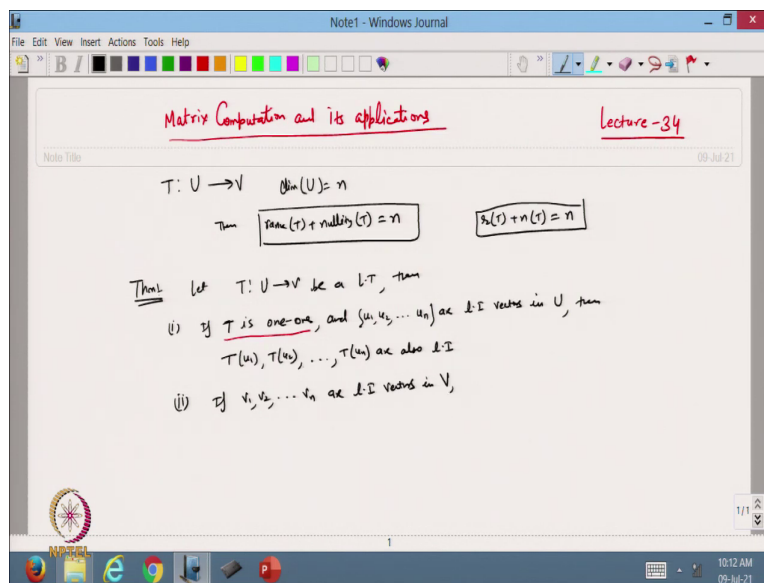 Note1 - Windows Journal
File Edit View Insert Actions Tools Help
B I
Matrix Computation and its applications
Lecture-34
Note Title
09-Jul-21
T: U → V dim(U) = n
Then rank(T) + nullity(T) = n r(T) + n(T) = n
Thm1 Let T: U → V be a L.T, then
(i) If T is one-one, and {u1, u2, ... un} are l.I vectors in U, then
T(u1), T(u2), ..., T(un) are also l.I
(ii) If v1, v2, ... vn are l.I vectors in V,
1/1
1
NPTEL
10:12 AM
09-Jul-21